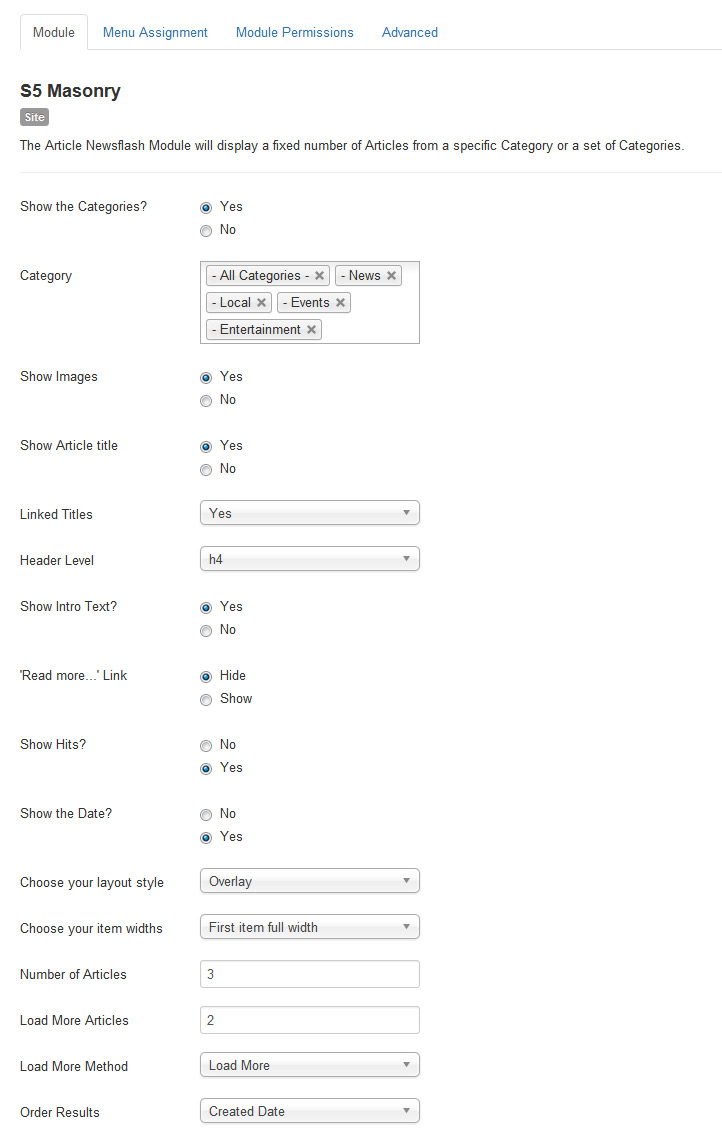 Module Menu Assignment Module Permissions Advanced
S5 Masonry
Site
The Article Newsflash Module will display a fixed number of Articles from a specific Category or a set of Categories.
Show the Categories? Yes
No
Category - All Categories - - News
- Local - Events
- Entertainment
Show Images Yes
No
Show Article title Yes
No
Linked Titles Yes
Header Level h4
Show Intro Text? Yes
No
'Read more...' Link Hide
Show
Show Hits? No
Yes
Show the Date? No
Yes
Choose your layout style Overlay
Choose your item widths First item full width
Number of Articles 3
Load More Articles 2
Load More Method Load More
Order Results Created Date